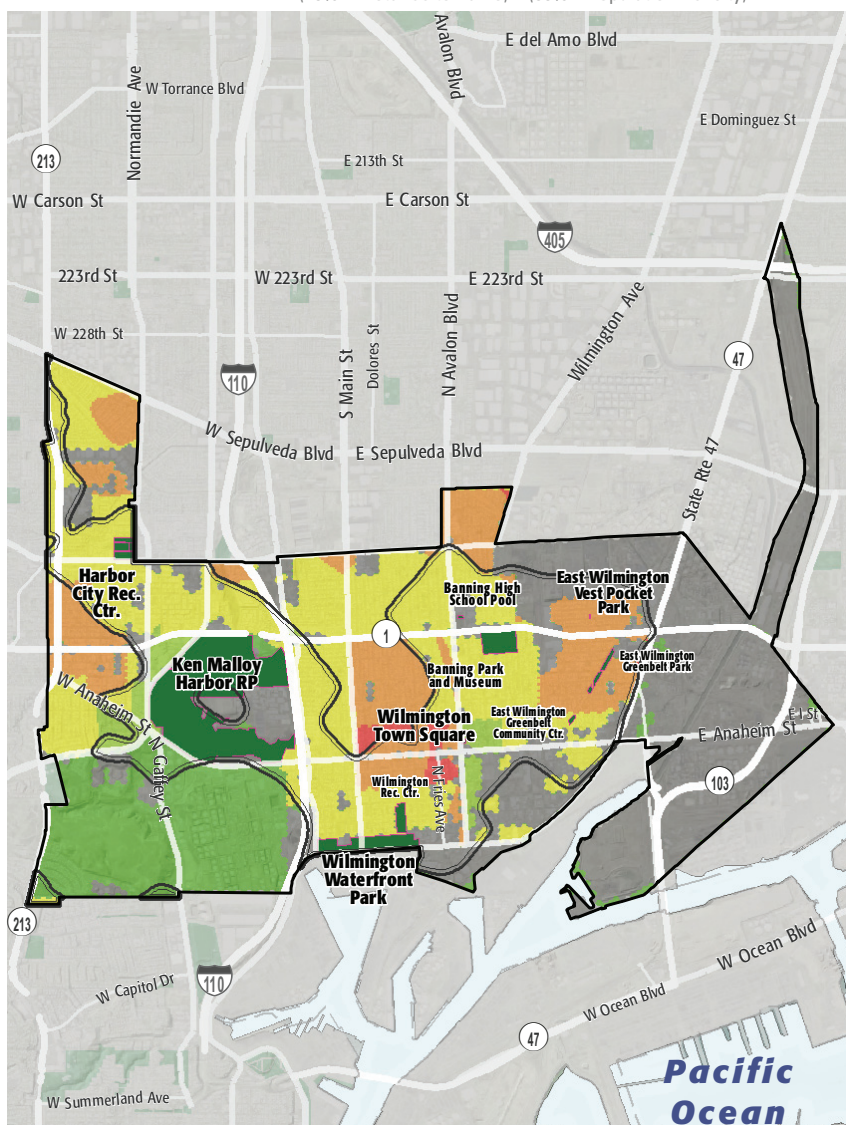 E del Amo Blvd
Avalon Blvd
Normandie Ave
W Torrance Blvd
E Dominguez St
213
E 213th St
W Carson St
E Carson St
405
223rd St
W 223rd St
E 223rd St
W 228th St
Dolores St
S Main St
N Avalon Blvd
Wilmington Ave
47
110
W Sepulveda Blvd
E Sepulveda Blvd
State Rte 47
Harbor
City Rec.
Ctr.
Banning High
School Pool
East Wilmington
Vest Pocket
Park
1
Ken Malloy
Harbor RP
Banning Park
and Museum
East Wilmington
Greenbelt Park
W Anaheim St
Wilmington
Town Square
East Wilmington
Greenbelt
Community Ctr.
E I St
E Anaheim St
N Gaffey St
Wilmington
Rec. Ctr.
N Fries Ave
103
Wilmington
Waterfront
Park
213
W Capitol Dr
110
W Ocean Blvd
W Ocean Blvd
47
Pacific
Ocean
W Summerland Ave